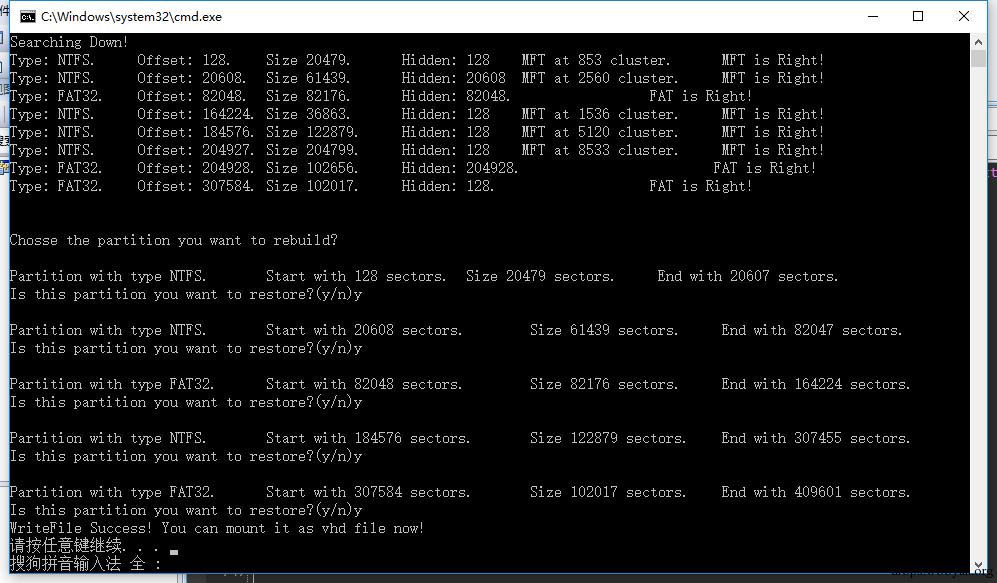 C:\Windows\system32\cmd.exe
Searching Down!
Type: NTFS. Offset: 128. Size 20479. Hidden: 128 MFT at 853 cluster. MFT is Right!
Type: NTFS. Offset: 20608. Size 61439. Hidden: 20608 MFT at 2560 cluster. MFT is Right!
Type: FAT32. Offset: 82048. Size 82176. Hidden: 82048. FAT is Right!
Type: NTFS. Offset: 164224. Size 36863. Hidden: 128 MFT at 1536 cluster. MFT is Right!
Type: NTFS. Offset: 184576. Size 122879. Hidden: 128 MFT at 5120 cluster. MFT is Right!
Type: NTFS. Offset: 204927. Size 204799. Hidden: 128 MFT at 8533 cluster. MFT is Right!
Type: FAT32. Offset: 204928. Size 102656. Hidden: 204928. FAT is Right!
Type: FAT32. Offset: 307584. Size 102017. Hidden: 128. FAT is Right!
Chosse the partition you want to rebuild?
Partition with type NTFS. Start with 128 sectors. Size 20479 sectors. End with 20607 sectors.
Is this partition you want to restore?(y/n)y
Partition with type NTFS. Start with 20608 sectors. Size 61439 sectors. End with 82047 sectors.
Is this partition you want to restore?(y/n)y
Partition with type FAT32. Start with 82048 sectors. Size 82176 sectors. End with 164224 sectors.
Is this partition you want to restore?(y/n)y
Partition with type NTFS. Start with 184576 sectors. Size 122879 sectors. End with 307455 sectors.
Is this partition you want to restore?(y/n)y
Partition with type FAT32. Start with 307584 sectors. Size 102017 sectors. End with 409601 sectors.
Is this partition you want to restore?(y/n)y
WriteFile Success! You can mount it as vhd file now!
请按任意键继续. . .
搜狗拼音输入法 全 :